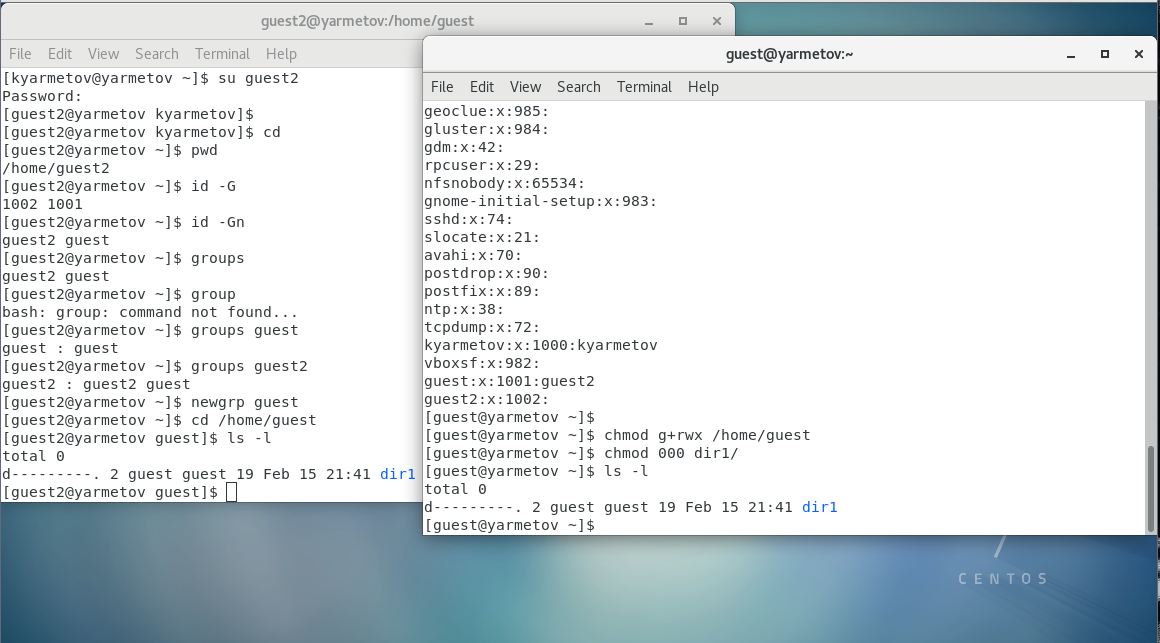 guest2@yarmetov:/home/guest
File Edit View Search Terminal Help
[kyarmetov@yarmetov ~]$ su guest2
Password:
[guest2@yarmetov kyarmetov]$
[guest2@yarmetov kyarmetov]$ cd
[guest2@yarmetov ~]$ pwd
/home/guest2
[guest2@yarmetov ~]$ id -G
1002 1001
[guest2@yarmetov ~]$ id -Gn
guest2 guest
[guest2@yarmetov ~]$ groups
guest2 guest
[guest2@yarmetov ~]$ group
bash: group: command not found...
[guest2@yarmetov ~]$ groups guest
guest : guest
[guest2@yarmetov ~]$ groups guest2
guest2 : guest2 guest
[guest2@yarmetov ~]$ newgrp guest
[guest2@yarmetov ~]$ cd /home/guest
[guest2@yarmetov guest]$ ls -l
total 0
d---------. 2 guest guest 19 Feb 15 21:41 dir1
[guest2@yarmetov guest]$
guest@yarmetov:~
File Edit View Search Terminal Help
geoclue:x:985:
gluster:x:984:
gdm:x:42:
rpcuser:x:29:
nfsnobody:x:65534:
gnome-initial-setup:x:983:
sshd:x:74:
slocate:x:21:
avahi:x:70:
postdrop:x:90:
postfix:x:89:
ntp:x:38:
tcpdump:x:72:
kyarmetov:x:1000:kyarmetov
vboxsf:x:982:
guest:x:1001:guest2
guest2:x:1002:
[guest@yarmetov ~]$
[guest@yarmetov ~]$ chmod g+rwx /home/guest
[guest@yarmetov ~]$ chmod 000 dir1/
[guest@yarmetov ~]$ ls -l
total 0
d---------. 2 guest guest 19 Feb 15 21:41 dir1
[guest@yarmetov ~]$
CENTOS